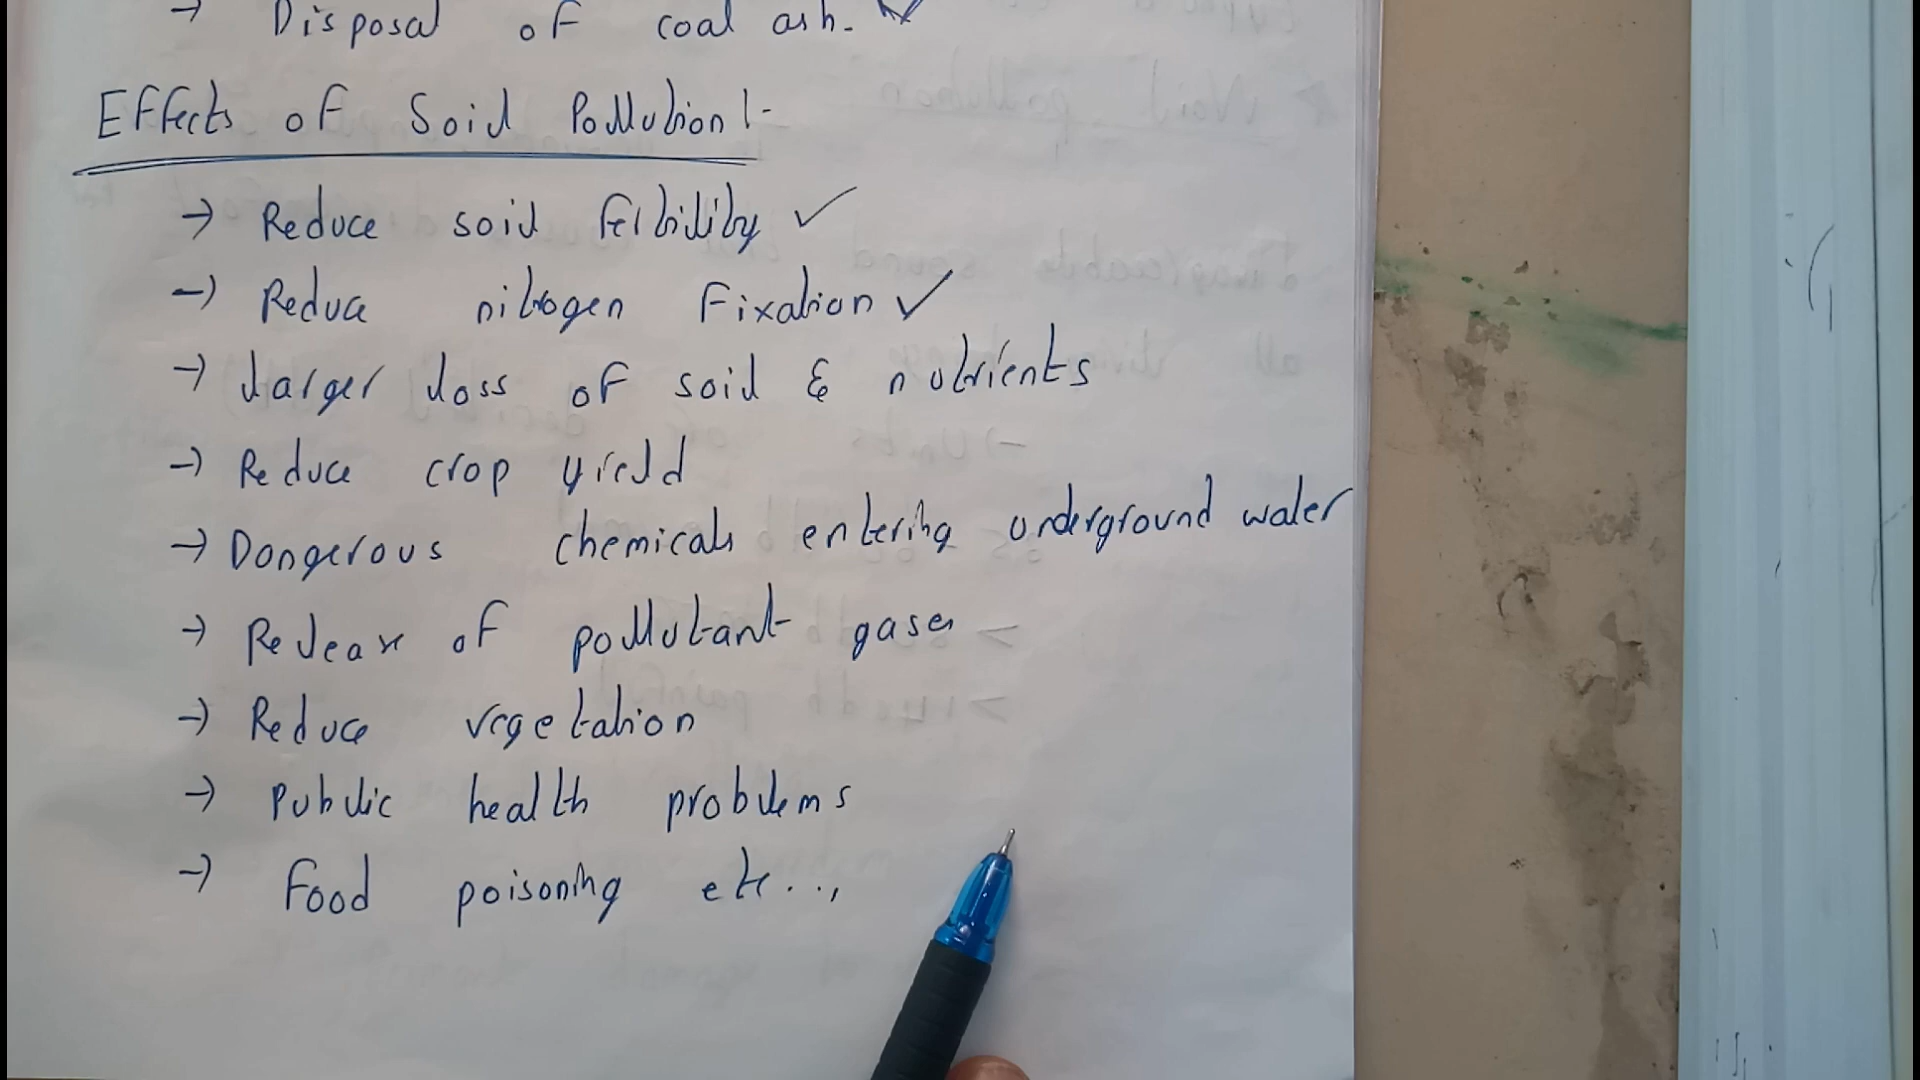 → Disposal of coal ash.
Effects of Soil Pollution :-
→ Reduce soil fertility ✓
→ Reduce nitrogen Fixation ✓
→ larger loss of soil & nutrients
→ Reduce crop yield
→ Dangerous chemicals entering underground water
→ Release of pollutant gases
→ Reduce vegetation
→ Public health problems
→ Food poisoning etc..,